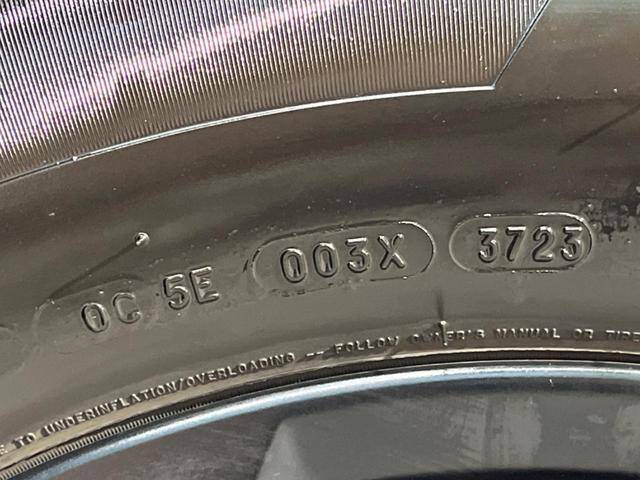 0C 5E 003X 3723
TO UNDERINFLATION/OVERLOADING - FOLLOW OWNER'S MANUAL OR TIRE